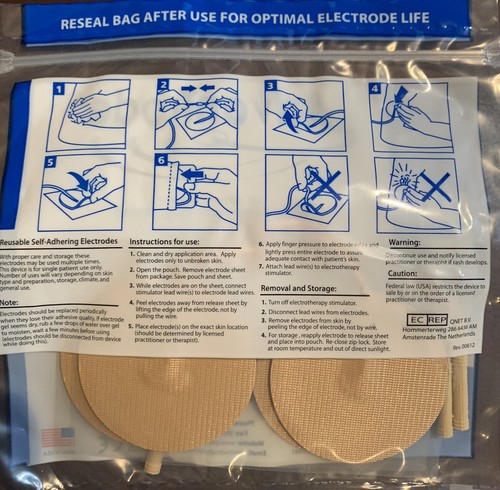 RESEAL BAG AFTER USE FOR OPTIMAL ELECTRODE LIFE
1
2
3
4
5
6
Reusable Self-Adhering Electrodes
With proper care and storage these
electrodes may be used multiple times.
This device is for single patient use only.
Number of uses will vary depending on skin
type and preparation, storage, climate, and
general use.
Note:
Electrodes should be replaced periodically
when they lose their adhesive quality. If electrode
gel seems dry, rub a few drops of water over gel
to moisten, wait a few minutes before using
(electrodes should be disconnected from device
while doing this).
Instructions for use:
1. Clean and dry application area. Apply
electrodes only to unbroken skin.
2. Open the pouch. Remove electrode sheet
from package. Save pouch and sheet.
3. While electrodes are on the sheet, connect
stimulator lead wire(s) to electrode lead wires
4. Peel electrodes away from release sheet by
lifting the edge of the electrode, not by
pulling the wire.
5. Place electrode(s) on the exact skin location
(should be determined by licensed
practitioner or therapist).
6. Apply finger pressure to electrode edges and
lightly press entire electrode to assure
adequate contact with patient's skin.
7. Attach lead wire(s) to electrotherapy
stimulator.
Removal and Storage:
1. Turn off electrotherapy stimulator.
2. Disconnect lead wires from electrodes.
3. Remove electrodes from skin by
peeling the edge of electrode, not by wire.
4. For storage, reapply electrode to release sheet
and place into pouch. Re-close zip-lock. Store
at room temperature and out of direct sunlight.
Warning:
Discontinue use and notify licensed
practitioner or therapist if rash develops.
Caution:
Federal law (USA) restricts the device to
sale by or on the order of a licensed
practitioner or therapist.
EC REP QNET B.V.
Hommerterweg 286 6436 AM
Amstenrade The Netherlands
Rev. 00612